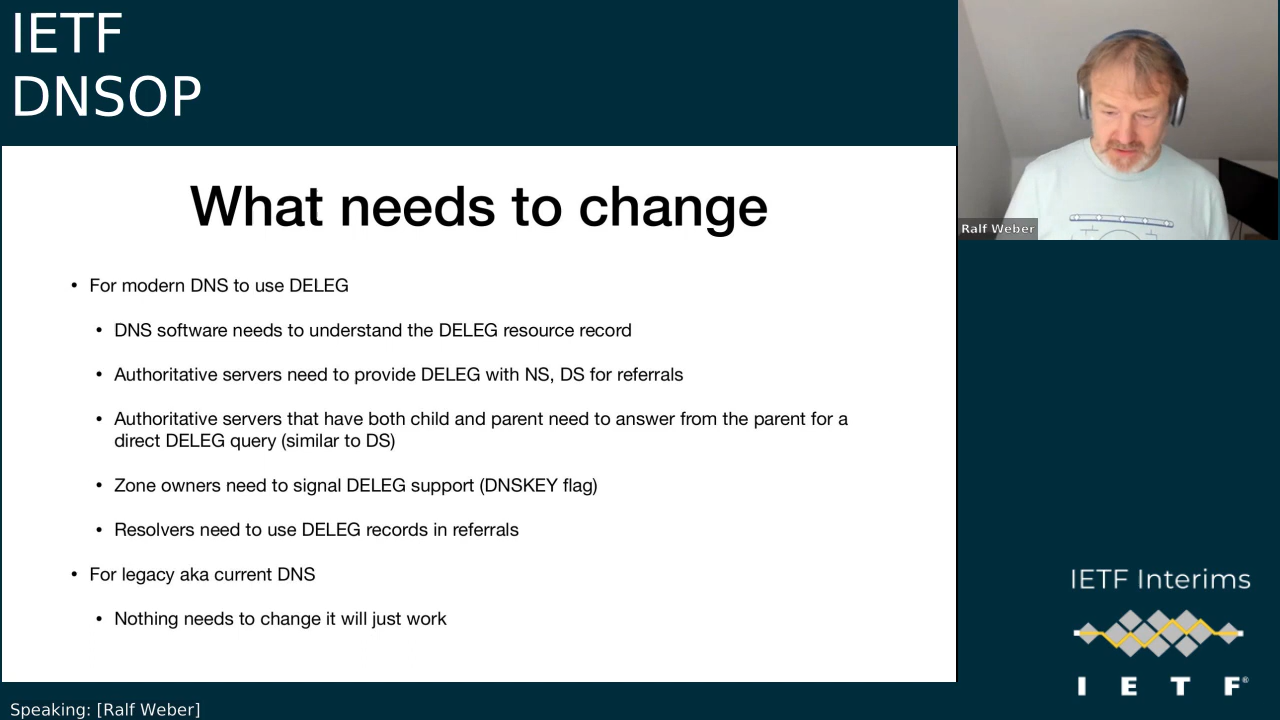 IETF
DNSOP
What needs to change
• For modern DNS to use DELEG
• DNS software needs to understand the DELEG resource record
• Authoritative servers need to provide DELEG with NS, DS for referrals
• Authoritative servers that have both child and parent need to answer from the parent for a
direct DELEG query (similar to DS)
• Zone owners need to signal DELEG support (DNSKEY flag)
• Resolvers need to use DELEG records in referrals
• For legacy aka current DNS
• Nothing needs to change it will just work
Ralf Weber
IETF Interims
I E T F®
Speaking: [Ralf Weber]